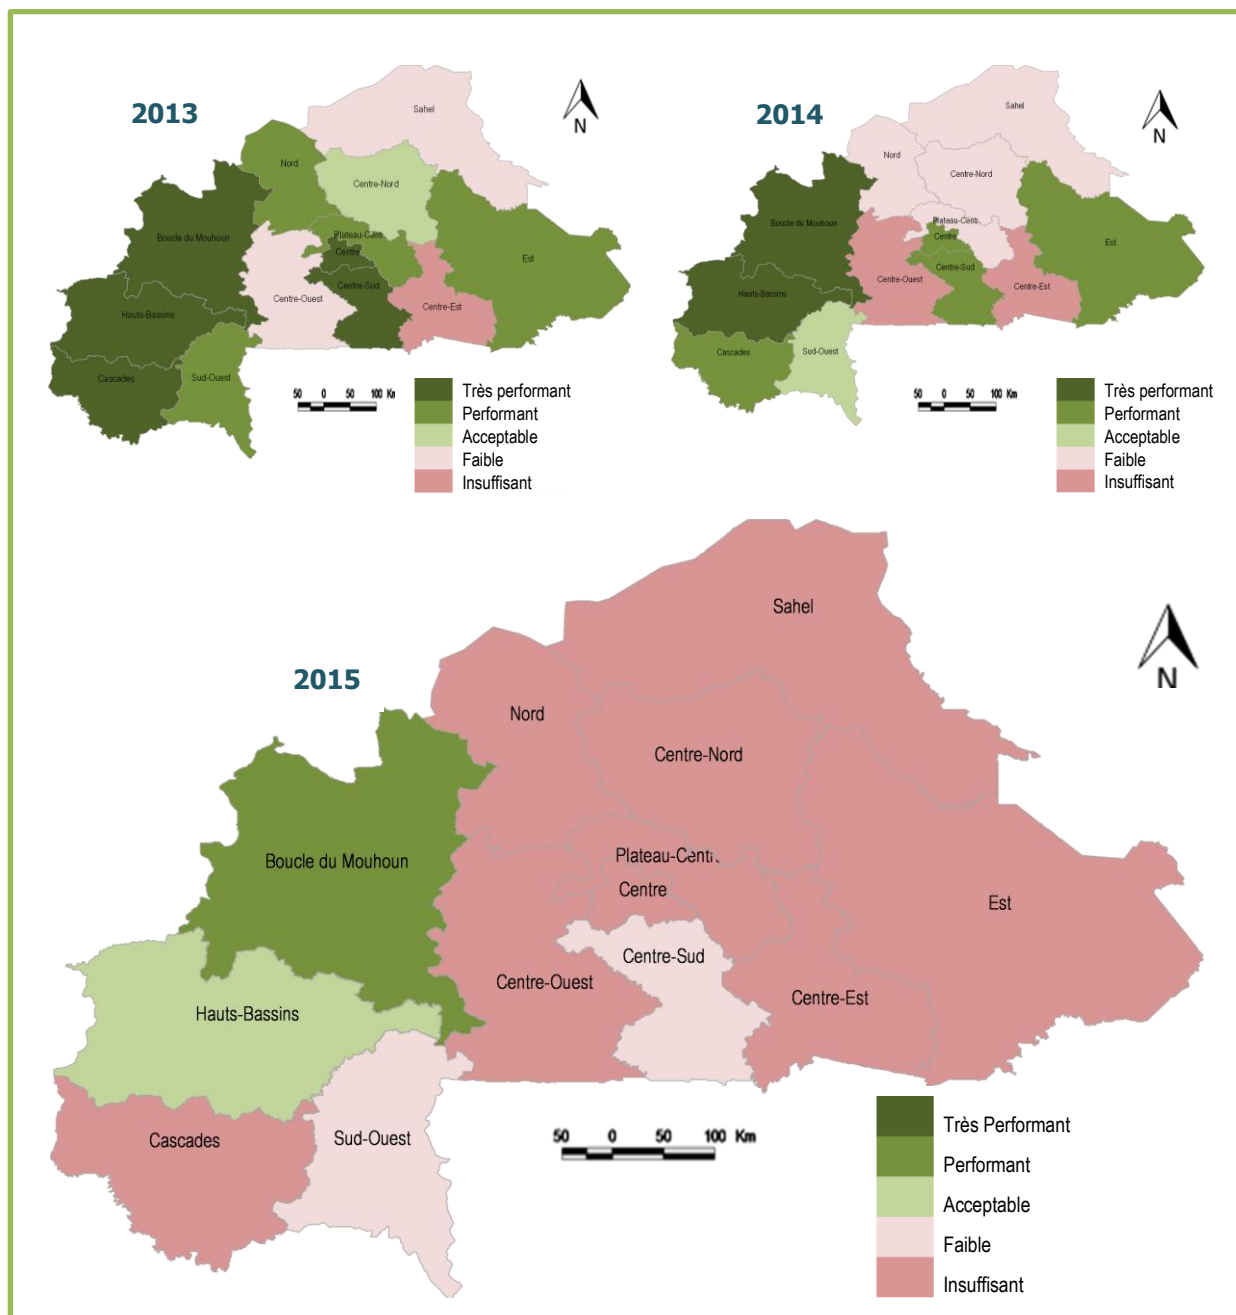 2013
N
Sahel
Nord
Centre-Nord
Boucle du Mouhoun
Plateau-Cent
Centre
Est
Centre-Sud
Centre-Ouest
Centre-Est
Hauts-Bassins
Cascades
Sud-Ouest
50 0 50 100 Km
Très performant
Performant
Acceptable
Faible
Insuffisant
2014
N
Sahel
Nord
Centre-Nord
Boucle du Mouhoun
Plateau-Cent
Centre
Est
Centre-Sud
Centre-Ouest
Centre-Est
Hauts-Bassins
Cascades
Sud-Ouest
50 0 50 100 Km
Très performant
Performant
Acceptable
Faible
Insuffisant
2015
N
Sahel
Nord
Centre-Nord
Boucle du Mouhoun
Plateau-Cent
Centre
Est
Centre-Sud
Centre-Ouest
Centre-Est
Hauts-Bassins
Cascades
Sud-Ouest
50 0 50 100 Km
Très Performant
Performant
Acceptable
Faible
Insuffisant